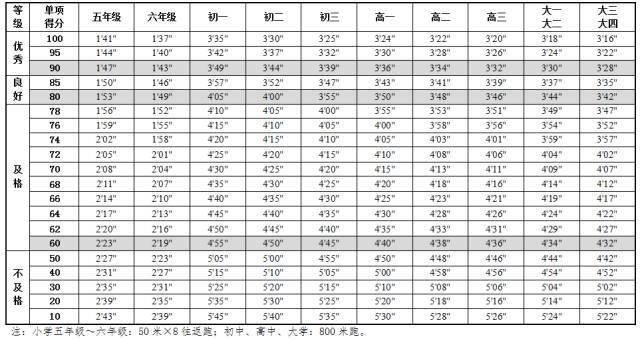 等级 单项得分 五年级 六年级 初一 初二 初三 高一 高二 高三 大一大二 大三大四
优秀 100 1'41" 1'37" 3'35" 3'30" 3'25" 3'24" 3'22" 3'20" 3'18" 3'16"
95 1'44" 1'40" 3'42" 3'37" 3'32" 3'30" 3'28" 3'26" 3'24" 3'22"
90 1'47" 1'43" 3'49" 3'44" 3'39" 3'36" 3'34" 3'32" 3'30" 3'28"
良好 85 1'50" 1'46" 3'57" 3'52" 3'47" 3'43" 3'41" 3'39" 3'37" 3'35"
80 1'53" 1'49" 4'05" 4'00" 3'55" 3'50" 3'48" 3'46" 3'44" 3'42"
及格 78 1'56" 1'52" 4'10" 4'05" 4'00" 3'55" 3'53" 3'51" 3'49" 3'47"
76 1'59" 1'55" 4'15" 4'10" 4'05" 4'00" 3'58" 3'56" 3'54" 3'52"
74 2'02" 1'58" 4'20" 4'15" 4'10" 4'05" 4'03" 4'01" 3'59" 3'57"
72 2'05" 2'01" 4'25" 4'20" 4'15" 4'10" 4'08" 4'06" 4'04" 4'02"
70 2'08" 2'04" 4'30" 4'25" 4'20" 4'15" 4'13" 4'11" 4'09" 4'07"
68 2'11" 2'07" 4'35" 4'30" 4'25" 4'20" 4'18" 4'16" 4'14" 4'12"
66 2'14" 2'10" 4'40" 4'35" 4'30" 4'25" 4'23" 4'21" 4'19" 4'17"
64 2'17" 2'13" 4'45" 4'40" 4'35" 4'30" 4'28" 4'26" 4'24" 4'22"
62 2'20" 2'16" 4'50" 4'45" 4'40" 4'35" 4'33" 4'31" 4'29" 4'27"
60 2'23" 2'19" 4'55" 4'50" 4'45" 4'40" 4'38" 4'36" 4'34" 4'32"
不及格 50 2'27" 2'23" 5'05" 5'00" 4'55" 4'50" 4'48" 4'46" 4'44" 4'42"
40 2'31" 2'27" 5'15" 5'10" 5'05" 5'00" 4'58" 4'56" 4'54" 4'52"
30 2'35" 2'31" 5'25" 5'20" 5'15" 5'10" 5'08" 5'06" 5'04" 5'02"
20 2'39" 2'35" 5'35" 5'30" 5'25" 5'20" 5'18" 5'16" 5'14" 5'12"
10 2'43" 2'39" 5'45" 5'40" 5'35" 5'30" 5'28" 5'26" 5'24" 5'22"
注：小学五年级～六年级：50米×8往返跑；初中、高中、大学：800米跑。